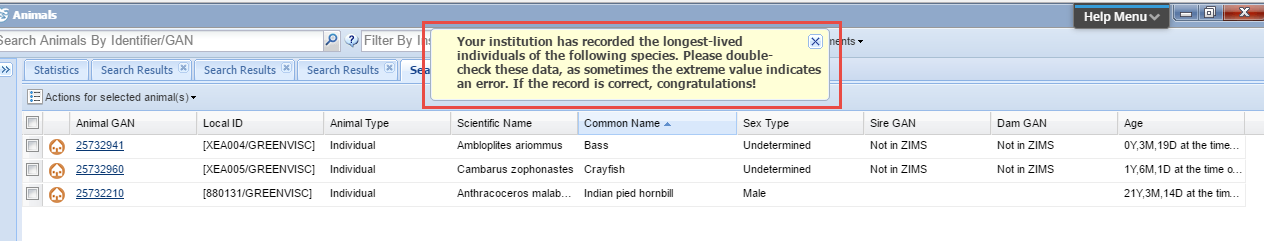 Animals
Help Menu
Search Animals By Identifier/GAN
Filter By Ins
Your institution has recorded the longest-lived
individuals of the following species. Please double-
check these data, as sometimes the extreme value indicates
an error. If the record is correct, congratulations!
Statistics Search Results Search Results Search Results Sea
Actions for selected animal(s)
Animal GAN Local ID Animal Type Scientific Name Common Name Sex Type Sire GAN Dam GAN Age
25732941 [XEA004/GREENVISC] Individual Ambloplites ariommus Bass Undetermined Not in ZIMS Not in ZIMS 0Y,3M,19D at the time...
25732960 [XEA005/GREENVISC] Individual Cambarus zophonastes Crayfish Undetermined Not in ZIMS Not in ZIMS 1Y,6M,1D at the time o...
25732210 [880131/GREENVISC] Individual Anthracoceros malab... Indian pied hornbill Male 21Y,3M,14D at the tim...